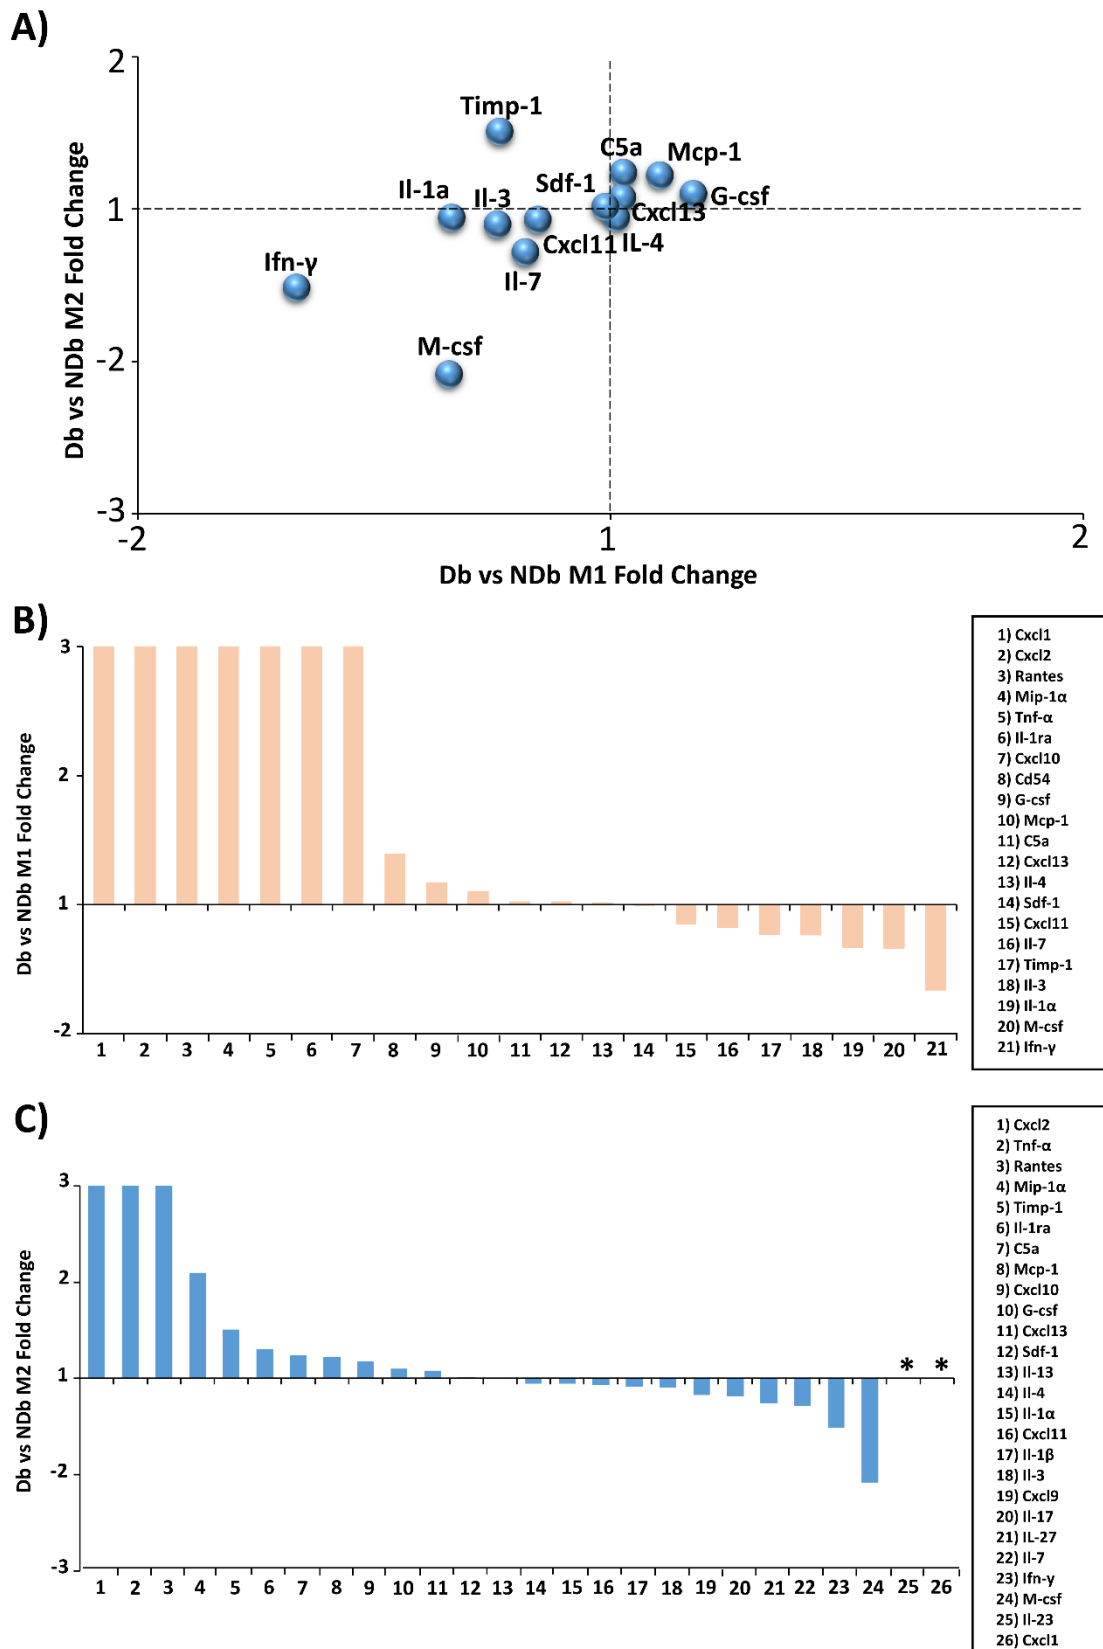 A)
2
Timp-1
C5a
Mcp-1
Il-1a
Il-3
Sdf-1
G-csf
1
Cxcl13
Cxcl11
IL-4
Ifn-γ
Il-7
M-csf
-2
-3
-2
1
2
Db vs NDb M2 Fold Change
Db vs NDb M1 Fold Change
B)
3
2
1
-2
Db vs NDb M1 Fold Change
1 2 3 4 5 6 7 8 9 10 11 12 13 14 15 16 17 18 19 20 21
1) Cxcl1
2) Cxcl2
3) Rantes
4) Mip-1α
5) Tnf-α
6) Il-1ra
7) Cxcl10
8) Cd54
9) G-csf
10) Mcp-1
11) C5a
12) Cxcl13
13) Il-4
14) Sdf-1
15) Cxcl11
16) Il-7
17) Timp-1
18) Il-3
19) Il-1α
20) M-csf
21) Ifn-γ
C)
3
2
1
-2
-3
Db vs NDb M2 Fold Change
* *
1 2 3 4 5 6 7 8 9 10 11 12 13 14 15 16 17 18 19 20 21 22 23 24 25 26
1) Cxcl2
2) Tnf-α
3) Rantes
4) Mip-1α
5) Timp-1
6) Il-1ra
7) C5a
8) Mcp-1
9) Cxcl10
10) G-csf
11) Cxcl13
12) Sdf-1
13) Il-13
14) Il-4
15) Il-1α
16) Cxcl11
17) Il-1β
18) Il-3
19) Cxcl9
20) Il-17
21) IL-27
22) Il-7
23) Ifn-γ
24) M-csf
25) Il-23
26) Cxcl1